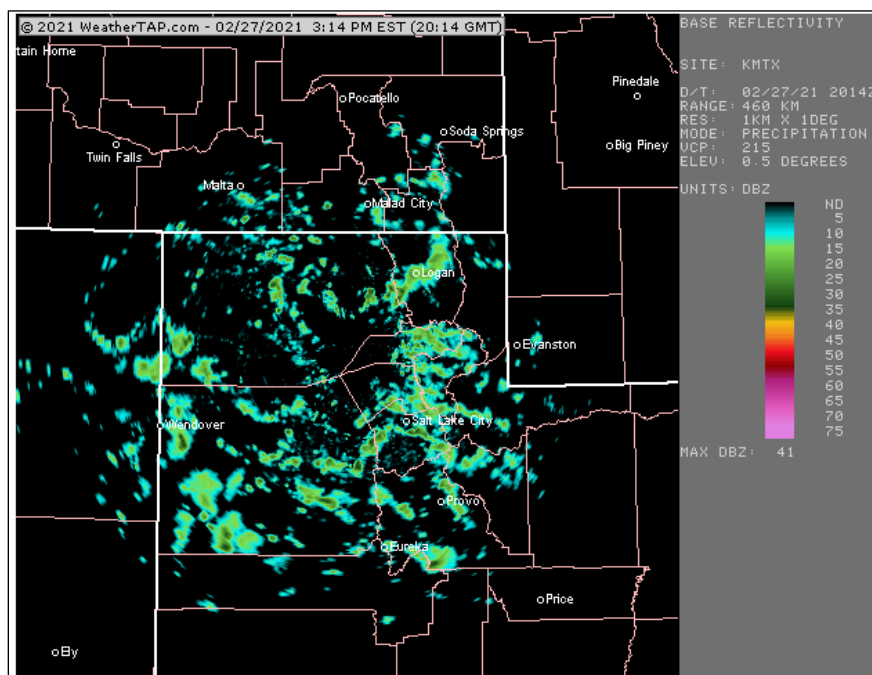 © 2021 WeatherTAP.com - 02/27/2021 3:14 PM EST (20:14 GMT)
tain Home
Pocatello
Soda Springs
Pinedale
Twin Falls
Big Piney
Malta
Malad City
Logan
Evanston
Wendover
Salt Lake City
Provo
Eureka
Price
Ely
BASE REFLECTIVITY
SITE: KMTX
D/T: 02/27/21 2014Z
RANGE: 460 KM
RES: 1KM X 1DEG
MODE: PRECIPITATION
VCP: 215
ELEV: 0.5 DEGREES
UNITS: DBZ
ND
5
10
15
20
25
30
35
40
45
50
55
60
65
70
75
MAX DBZ: 41